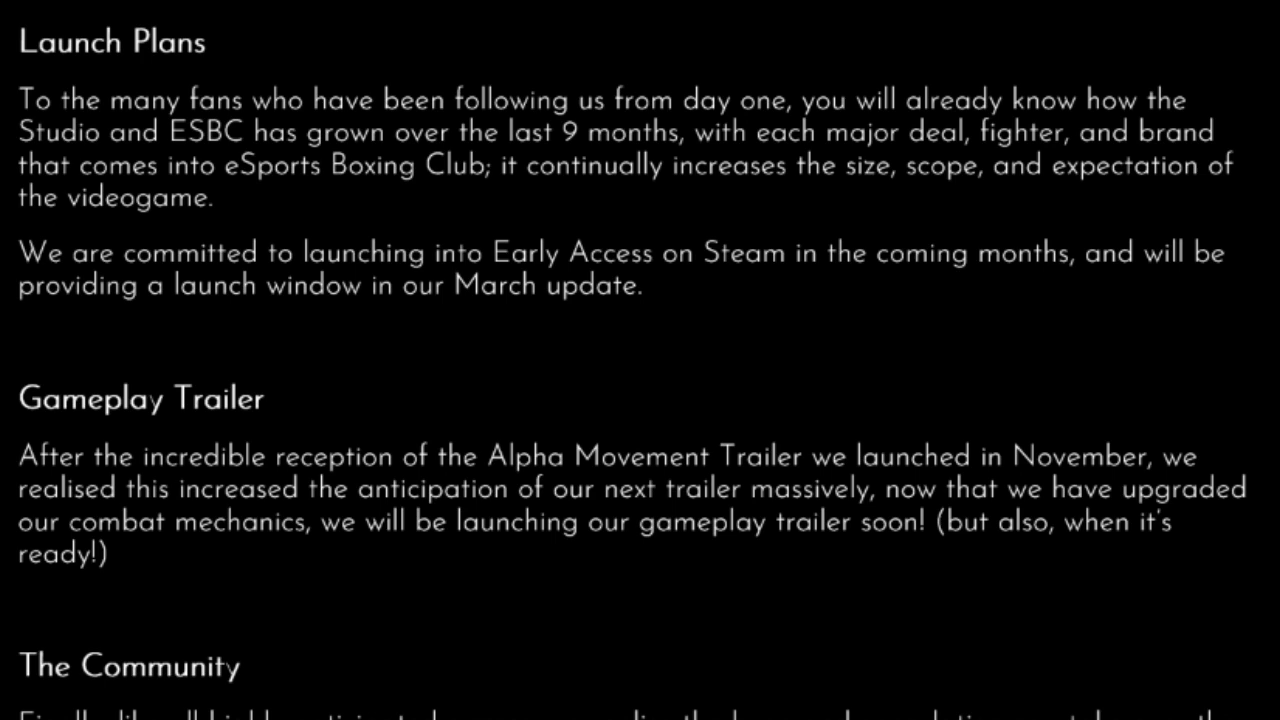 Launch Plans
To the many fans who have been following us from day one, you will already know how the
Studio and ESBC has grown over the last 9 months, with each major deal, fighter, and brand
that comes into eSports Boxing Club; it continually increases the size, scope, and expectation of
the videogame.
We are committed to launching into Early Access on Steam in the coming months, and will be
providing a launch window in our March update.
Gameplay Trailer
After the incredible reception of the Alpha Movement Trailer we launched in November, we
realised this increased the anticipation of our next trailer massively, now that we have upgraded
our combat mechanics, we will be launching our gameplay trailer soon! (but also, when it's
ready!)
The Community